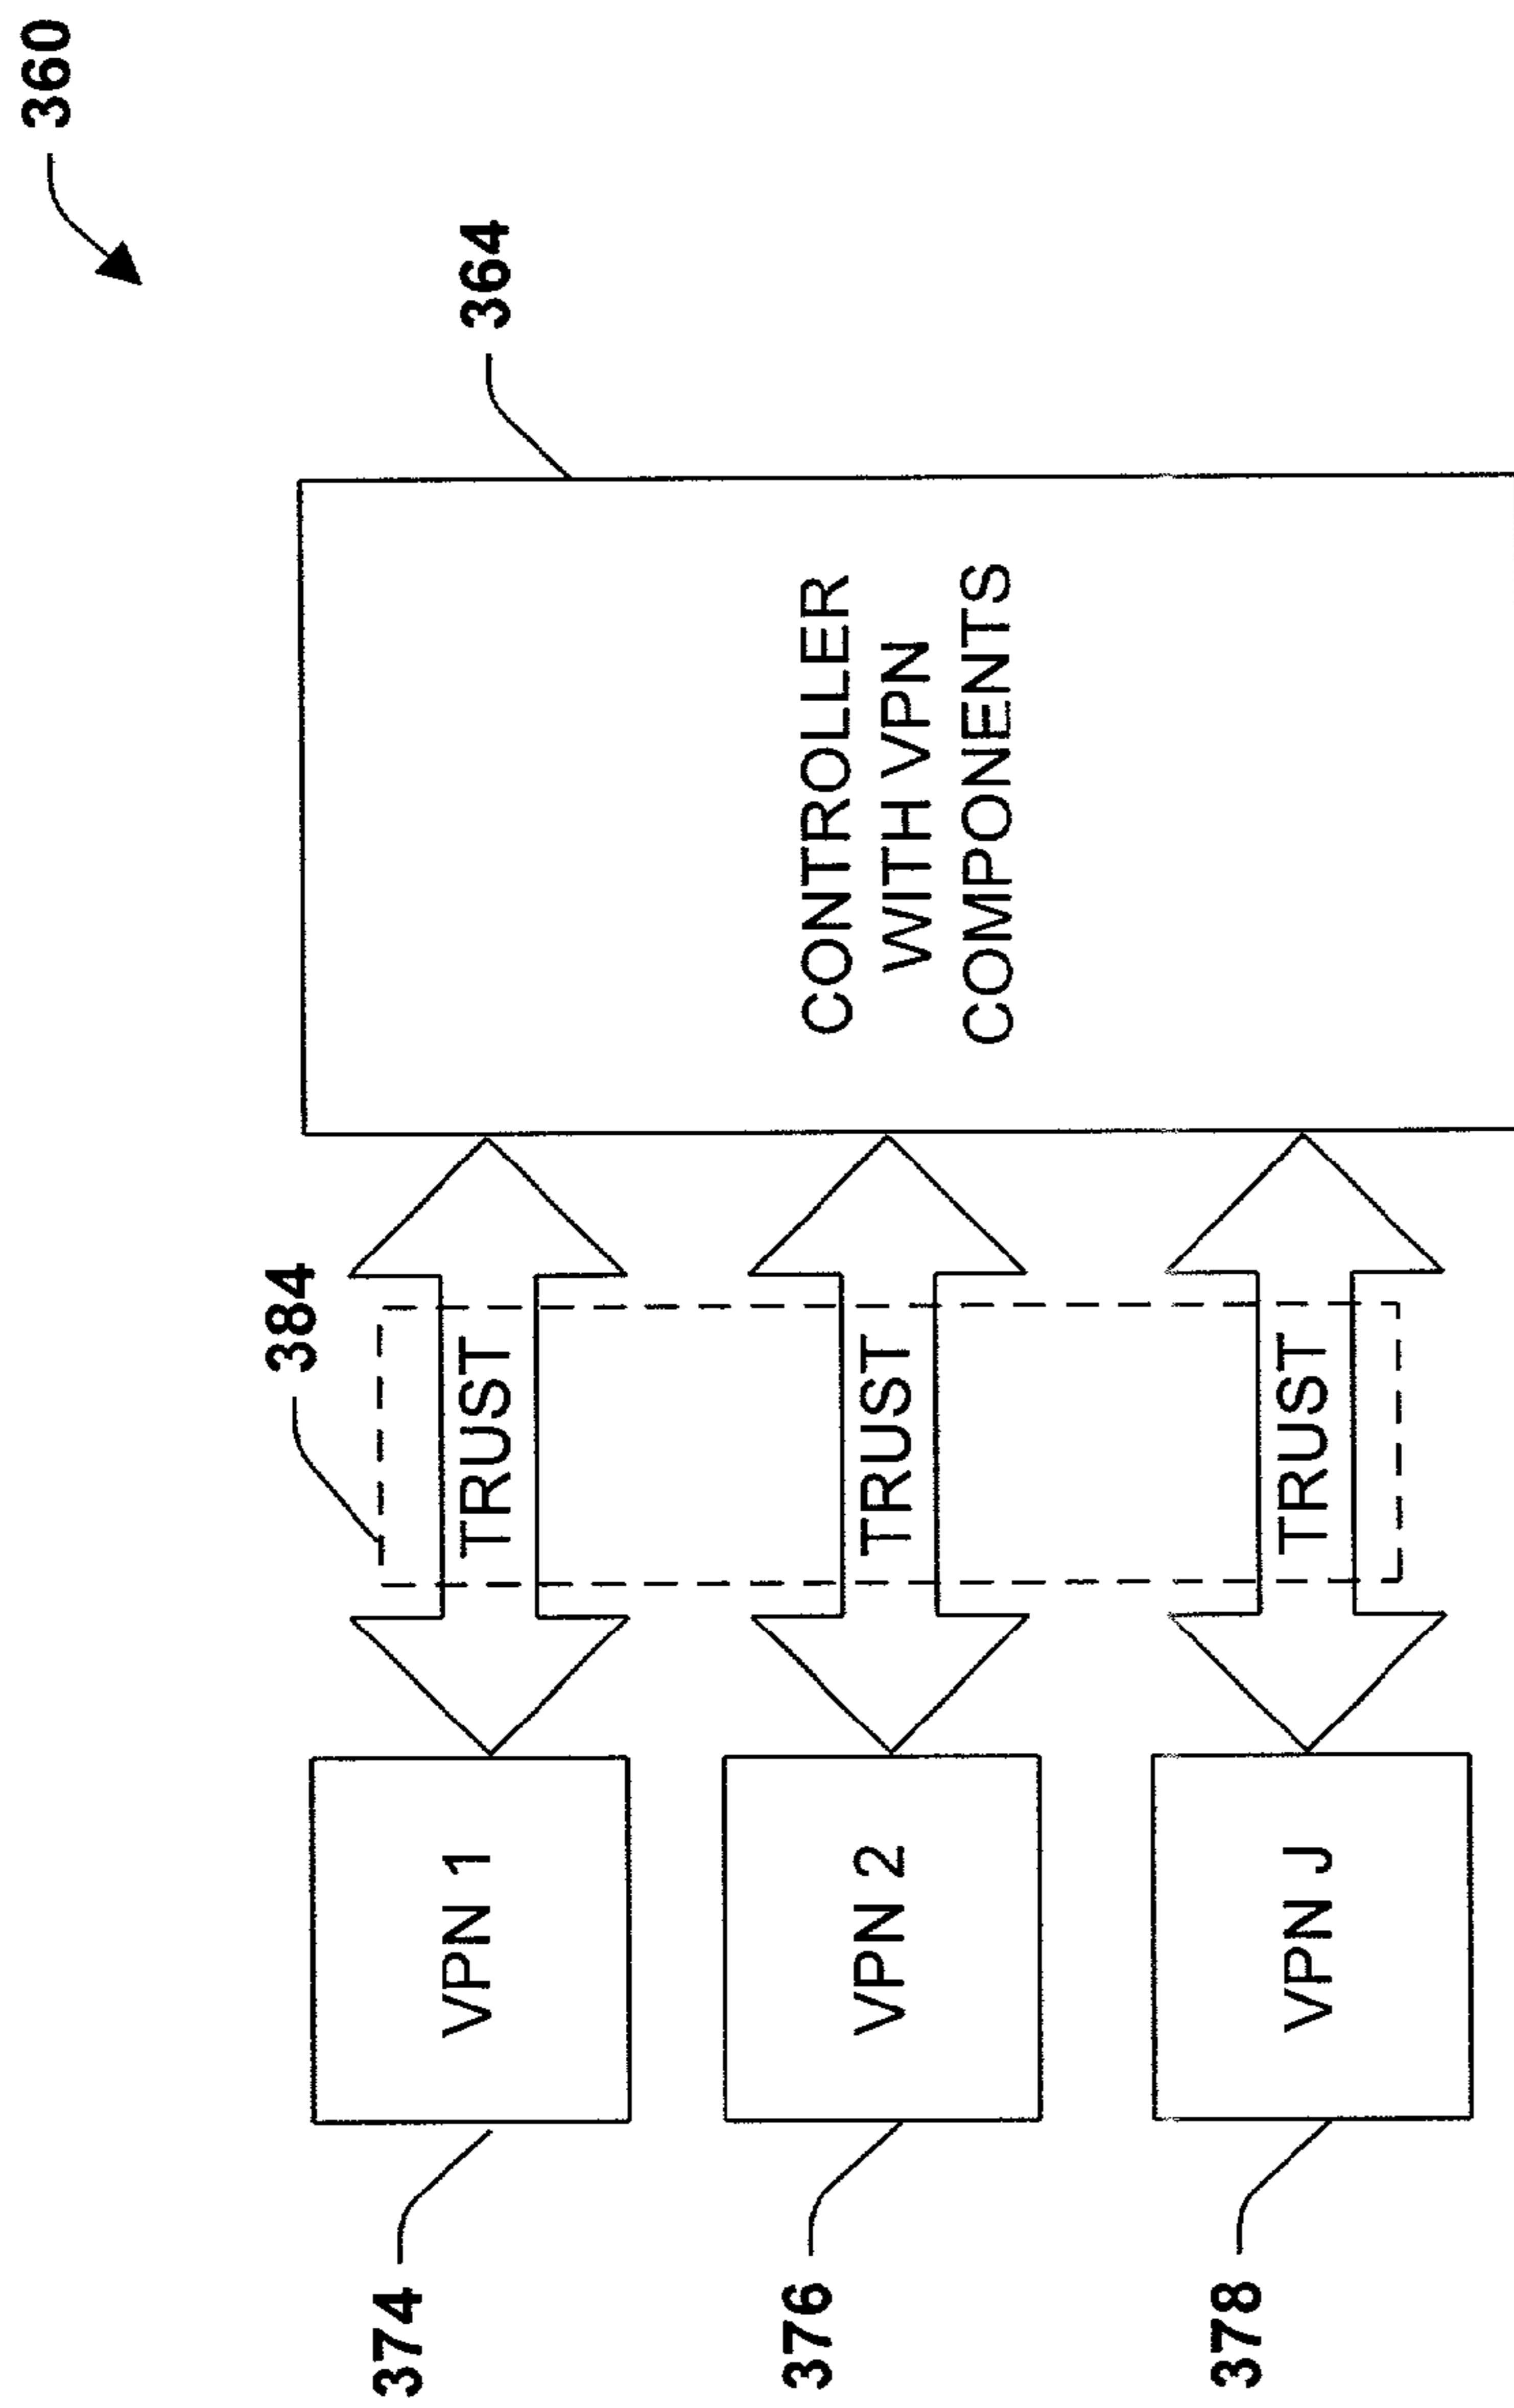 360
364
CONTROLLER
WITH VPN
COMPONENTS
384
TRUST
TRUST
TRUST
VPN 1
VPN 2
VPN J
374
376
378